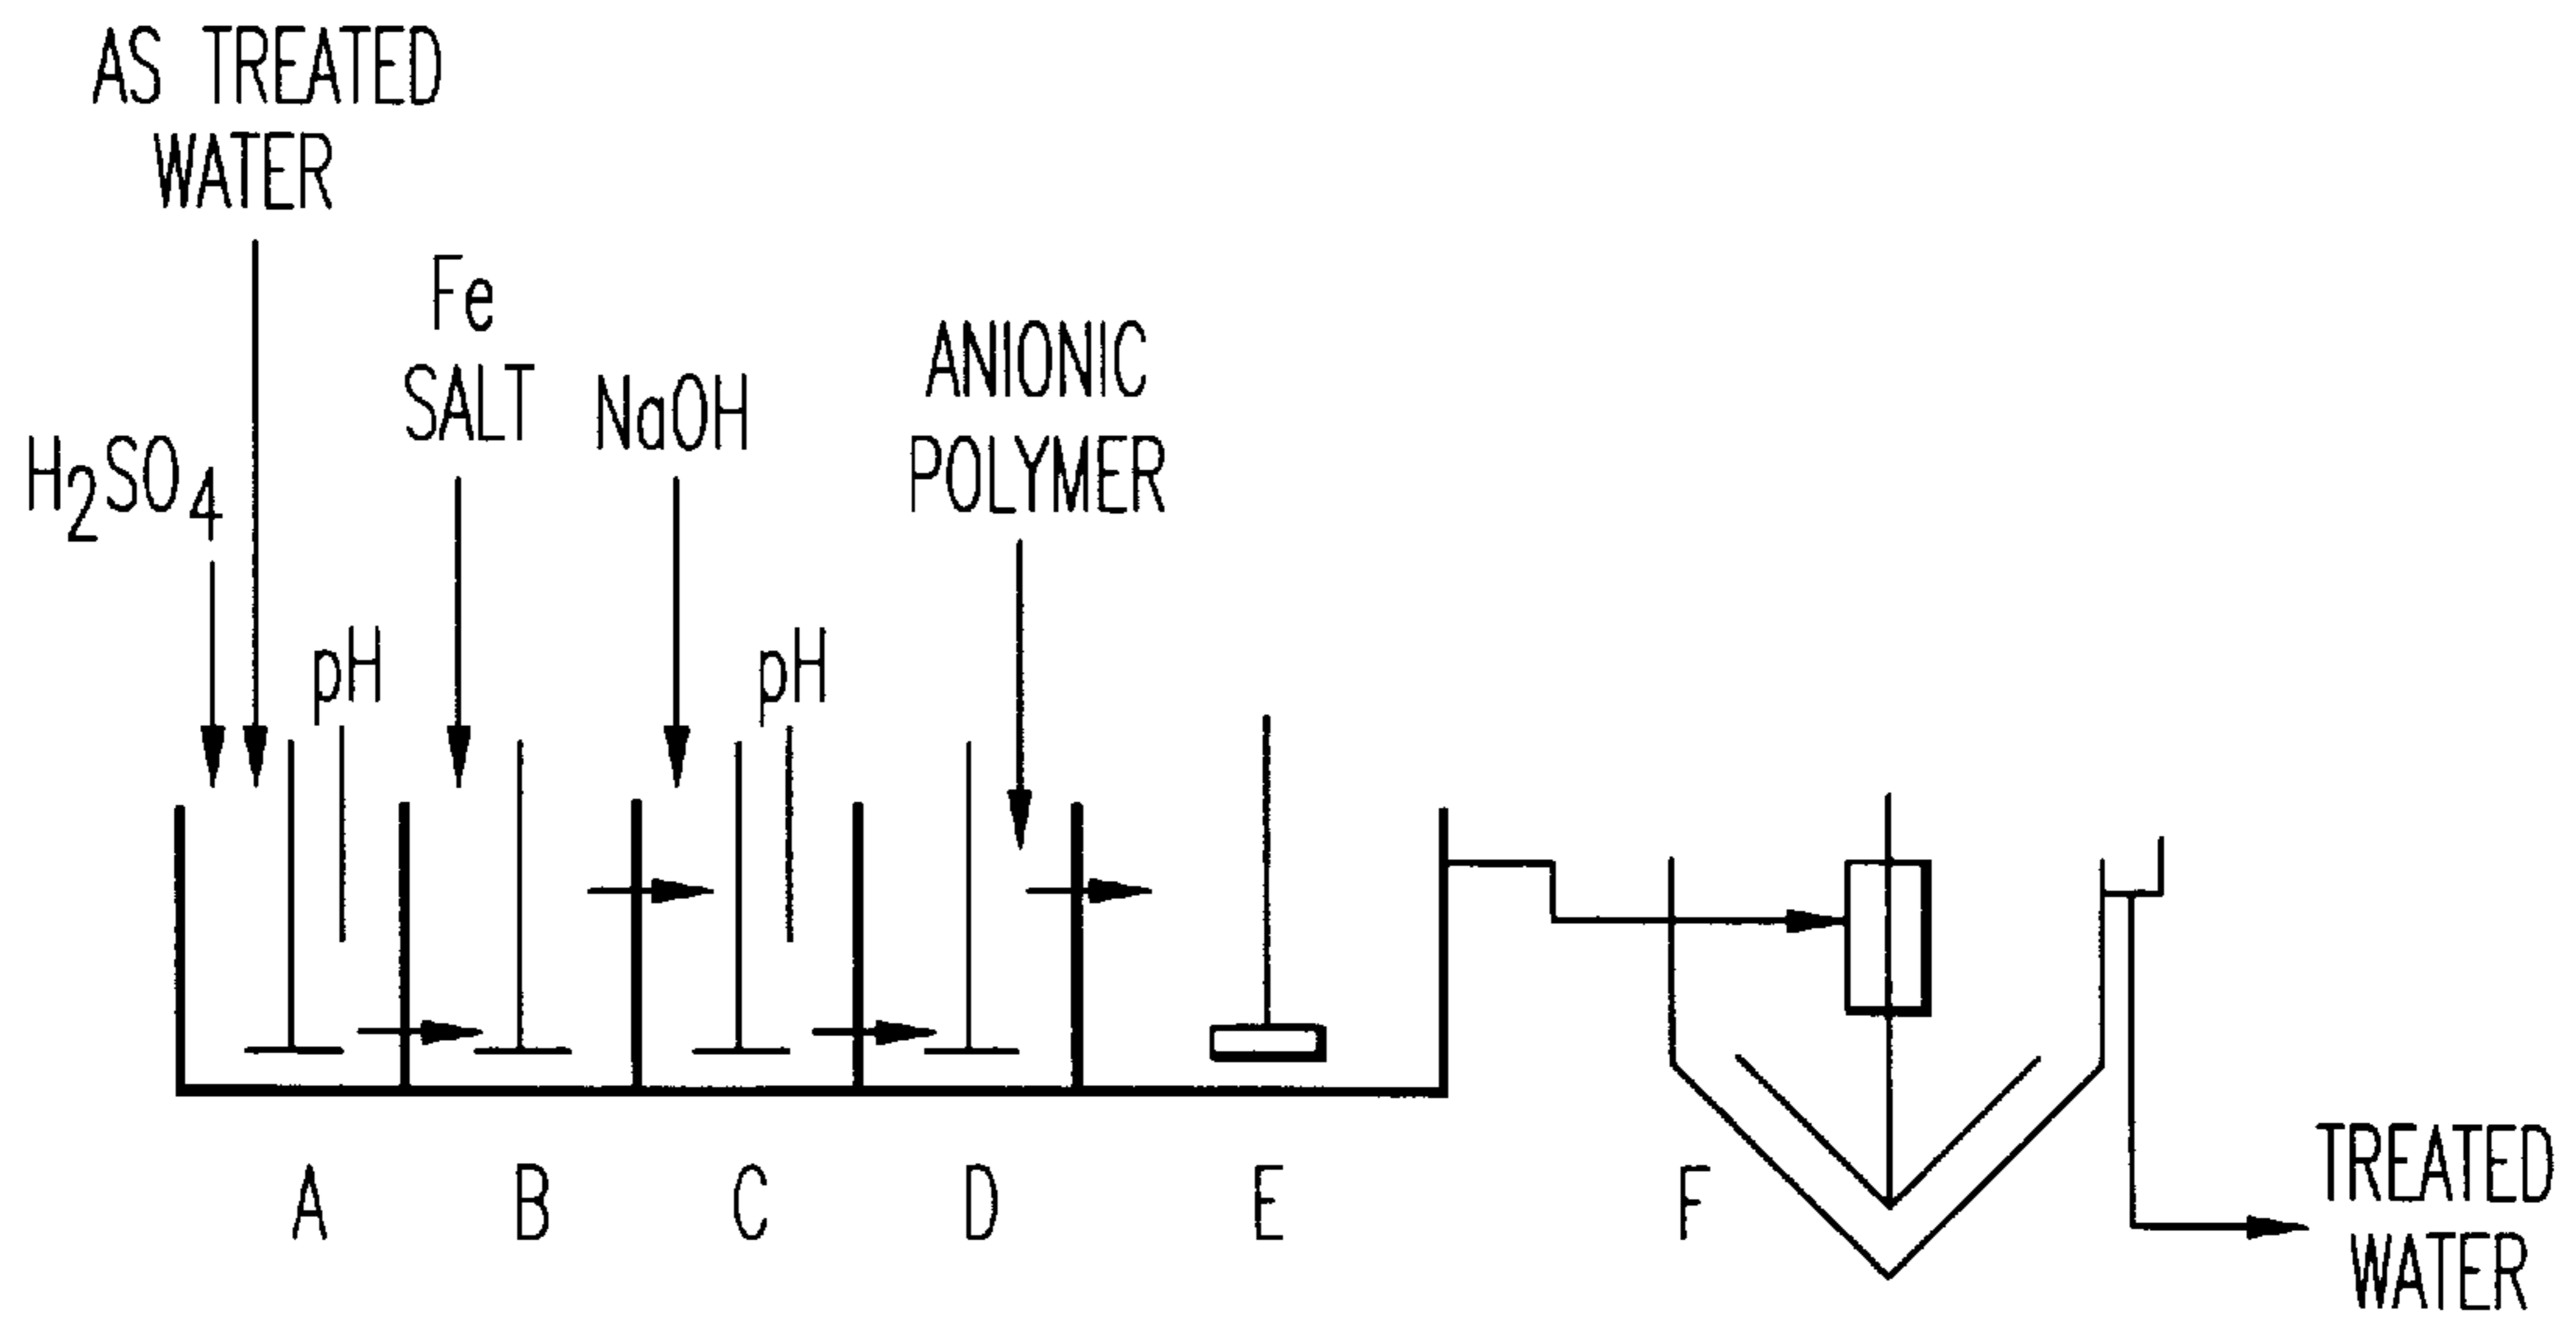 AS TREATED
WATER
Fe
SALT
NaOH
ANIONIC
POLYMER
H₂SO₄
pH
pH
A
B
C
D
E
F
TREATED
WATER